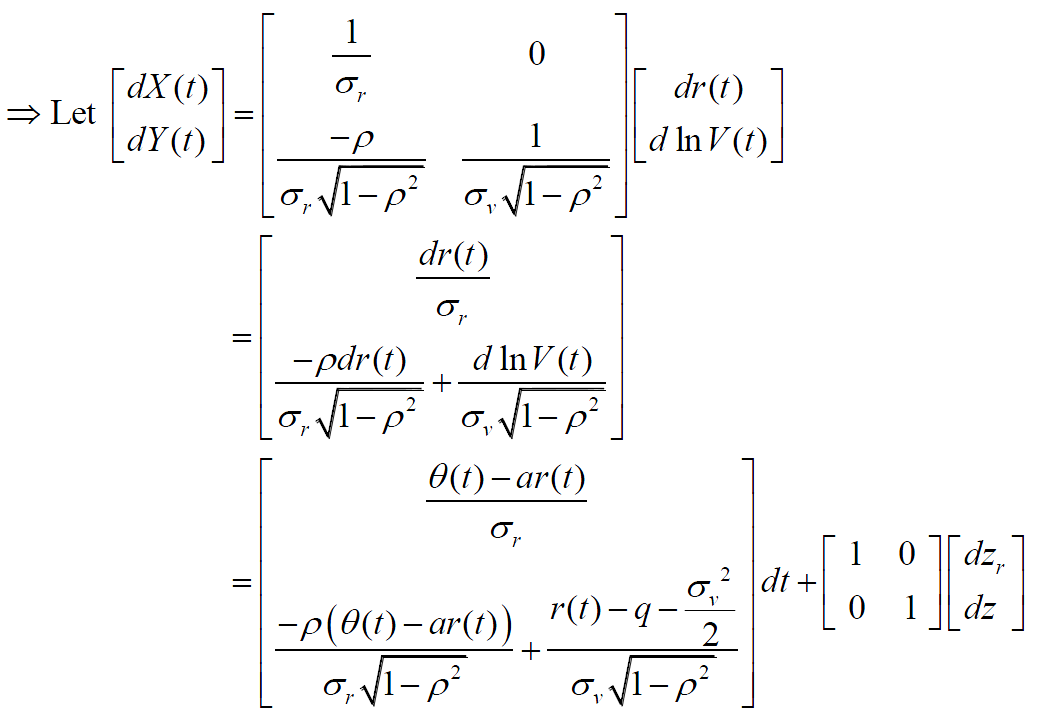 ⇒ Let [dX(t); dY(t)] = [1/σ_r, 0; −ρ/(σ_r√(1−ρ²)), 1/(σ_v√(1−ρ²))] [dr(t); d ln V(t)]
= [dr(t)/σ_r; −ρdr(t)/(σ_r√(1−ρ²)) + d ln V(t)/(σ_v√(1−ρ²))]
= [(θ(t)−ar(t))/σ_r; −ρ(θ(t)−ar(t))/(σ_r√(1−ρ²)) + (r(t)−q−σ_v²/2)/(σ_v√(1−ρ²))] dt + [1, 0; 0, 1] [dz_r; dz]